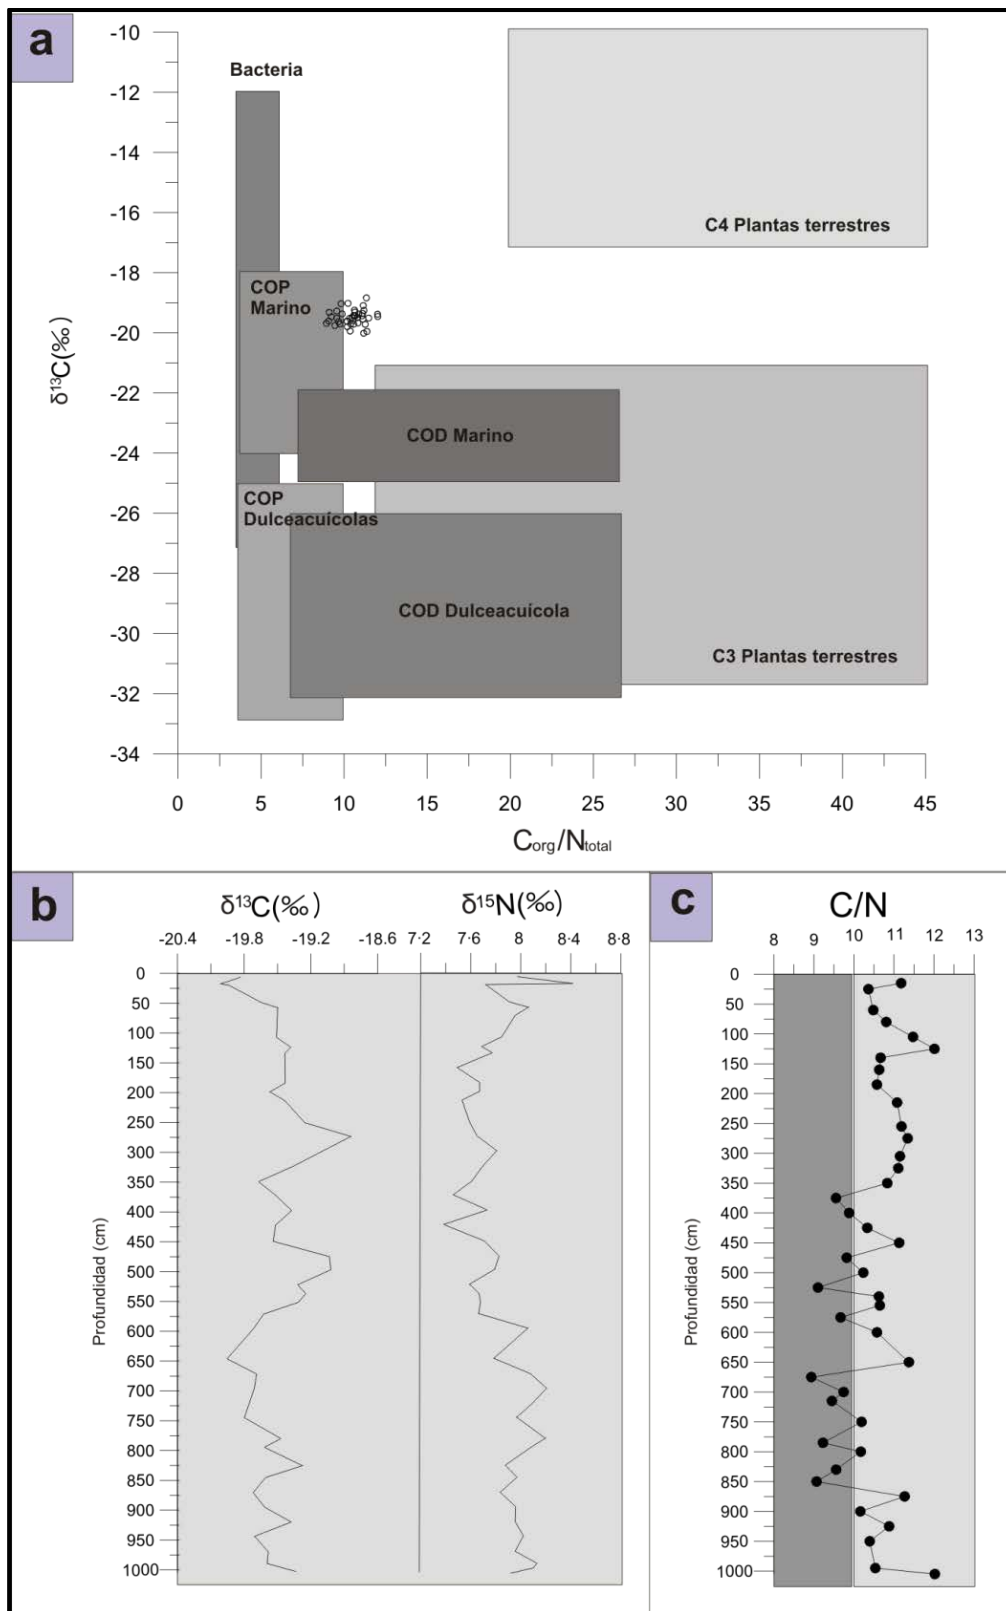 a
-10
-12
-14
-16
-18
-20
-22
-24
-26
-28
-30
-32
-34
δ¹³C(‰)
Bacteria
C4 Plantas terrestres
COP
Marino
COD Marino
COP
Dulceacuícolas
COD Dulceacuícola
C3 Plantas terrestres
0 5 10 15 20 25 30 35 40 45
Corg/Ntotal
b
δ¹³C(‰) δ¹⁵N(‰)
-20.4 -19.8 -19.2 -18.6 7·2 7·6 8 8·4 8·8
Profundidad (cm)
0
50
100
150
200
250
300
350
400
450
500
550
600
650
700
750
800
850
900
950
1000
c
C/N
8 9 10 11 12 13
Profundidad (cm)
0
50
100
150
200
250
300
350
400
450
500
550
600
650
700
750
800
850
900
950
1000